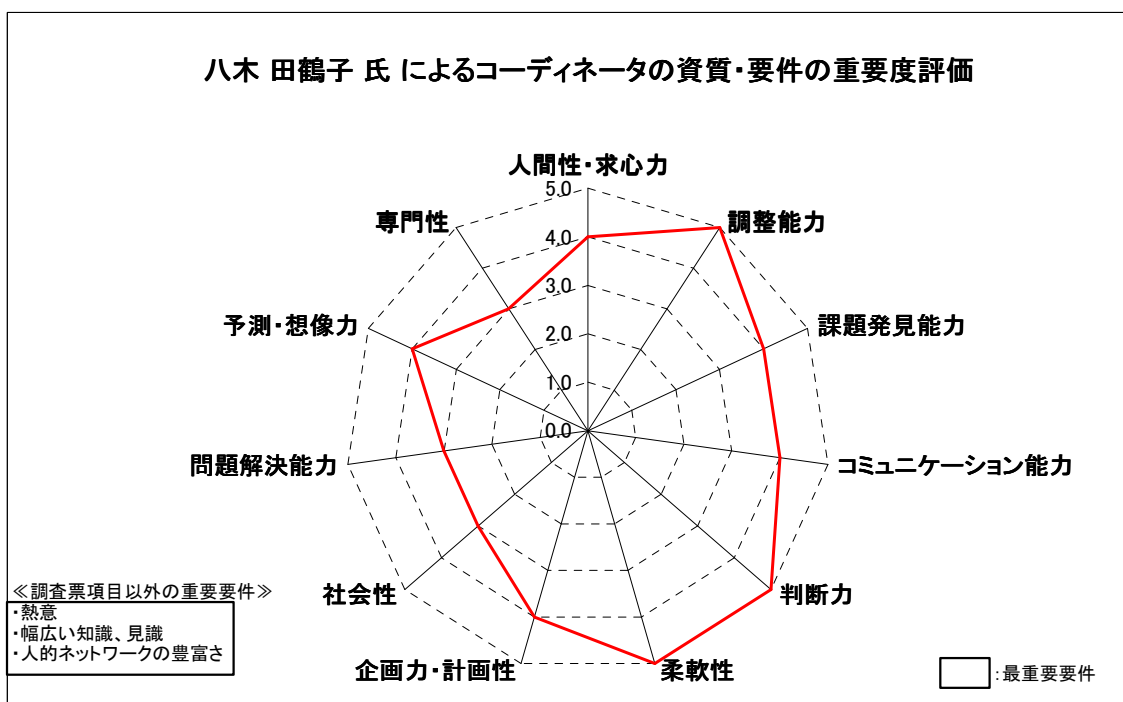 八木 田鶴子 氏 によるコーディネータの資質・要件の重要度評価
人間性・求心力
5.0
専門性
調整能力
4.0
3.0
予測・想像力
課題発見能力
2.0
1.0
0.0
問題解決能力
コミュニケーション能力
≪調査票項目以外の重要要件≫
社会性
判断力
・熱意
・幅広い知識、見識
・人的ネットワークの豊富さ
企画力・計画性
柔軟性
：最重要要件